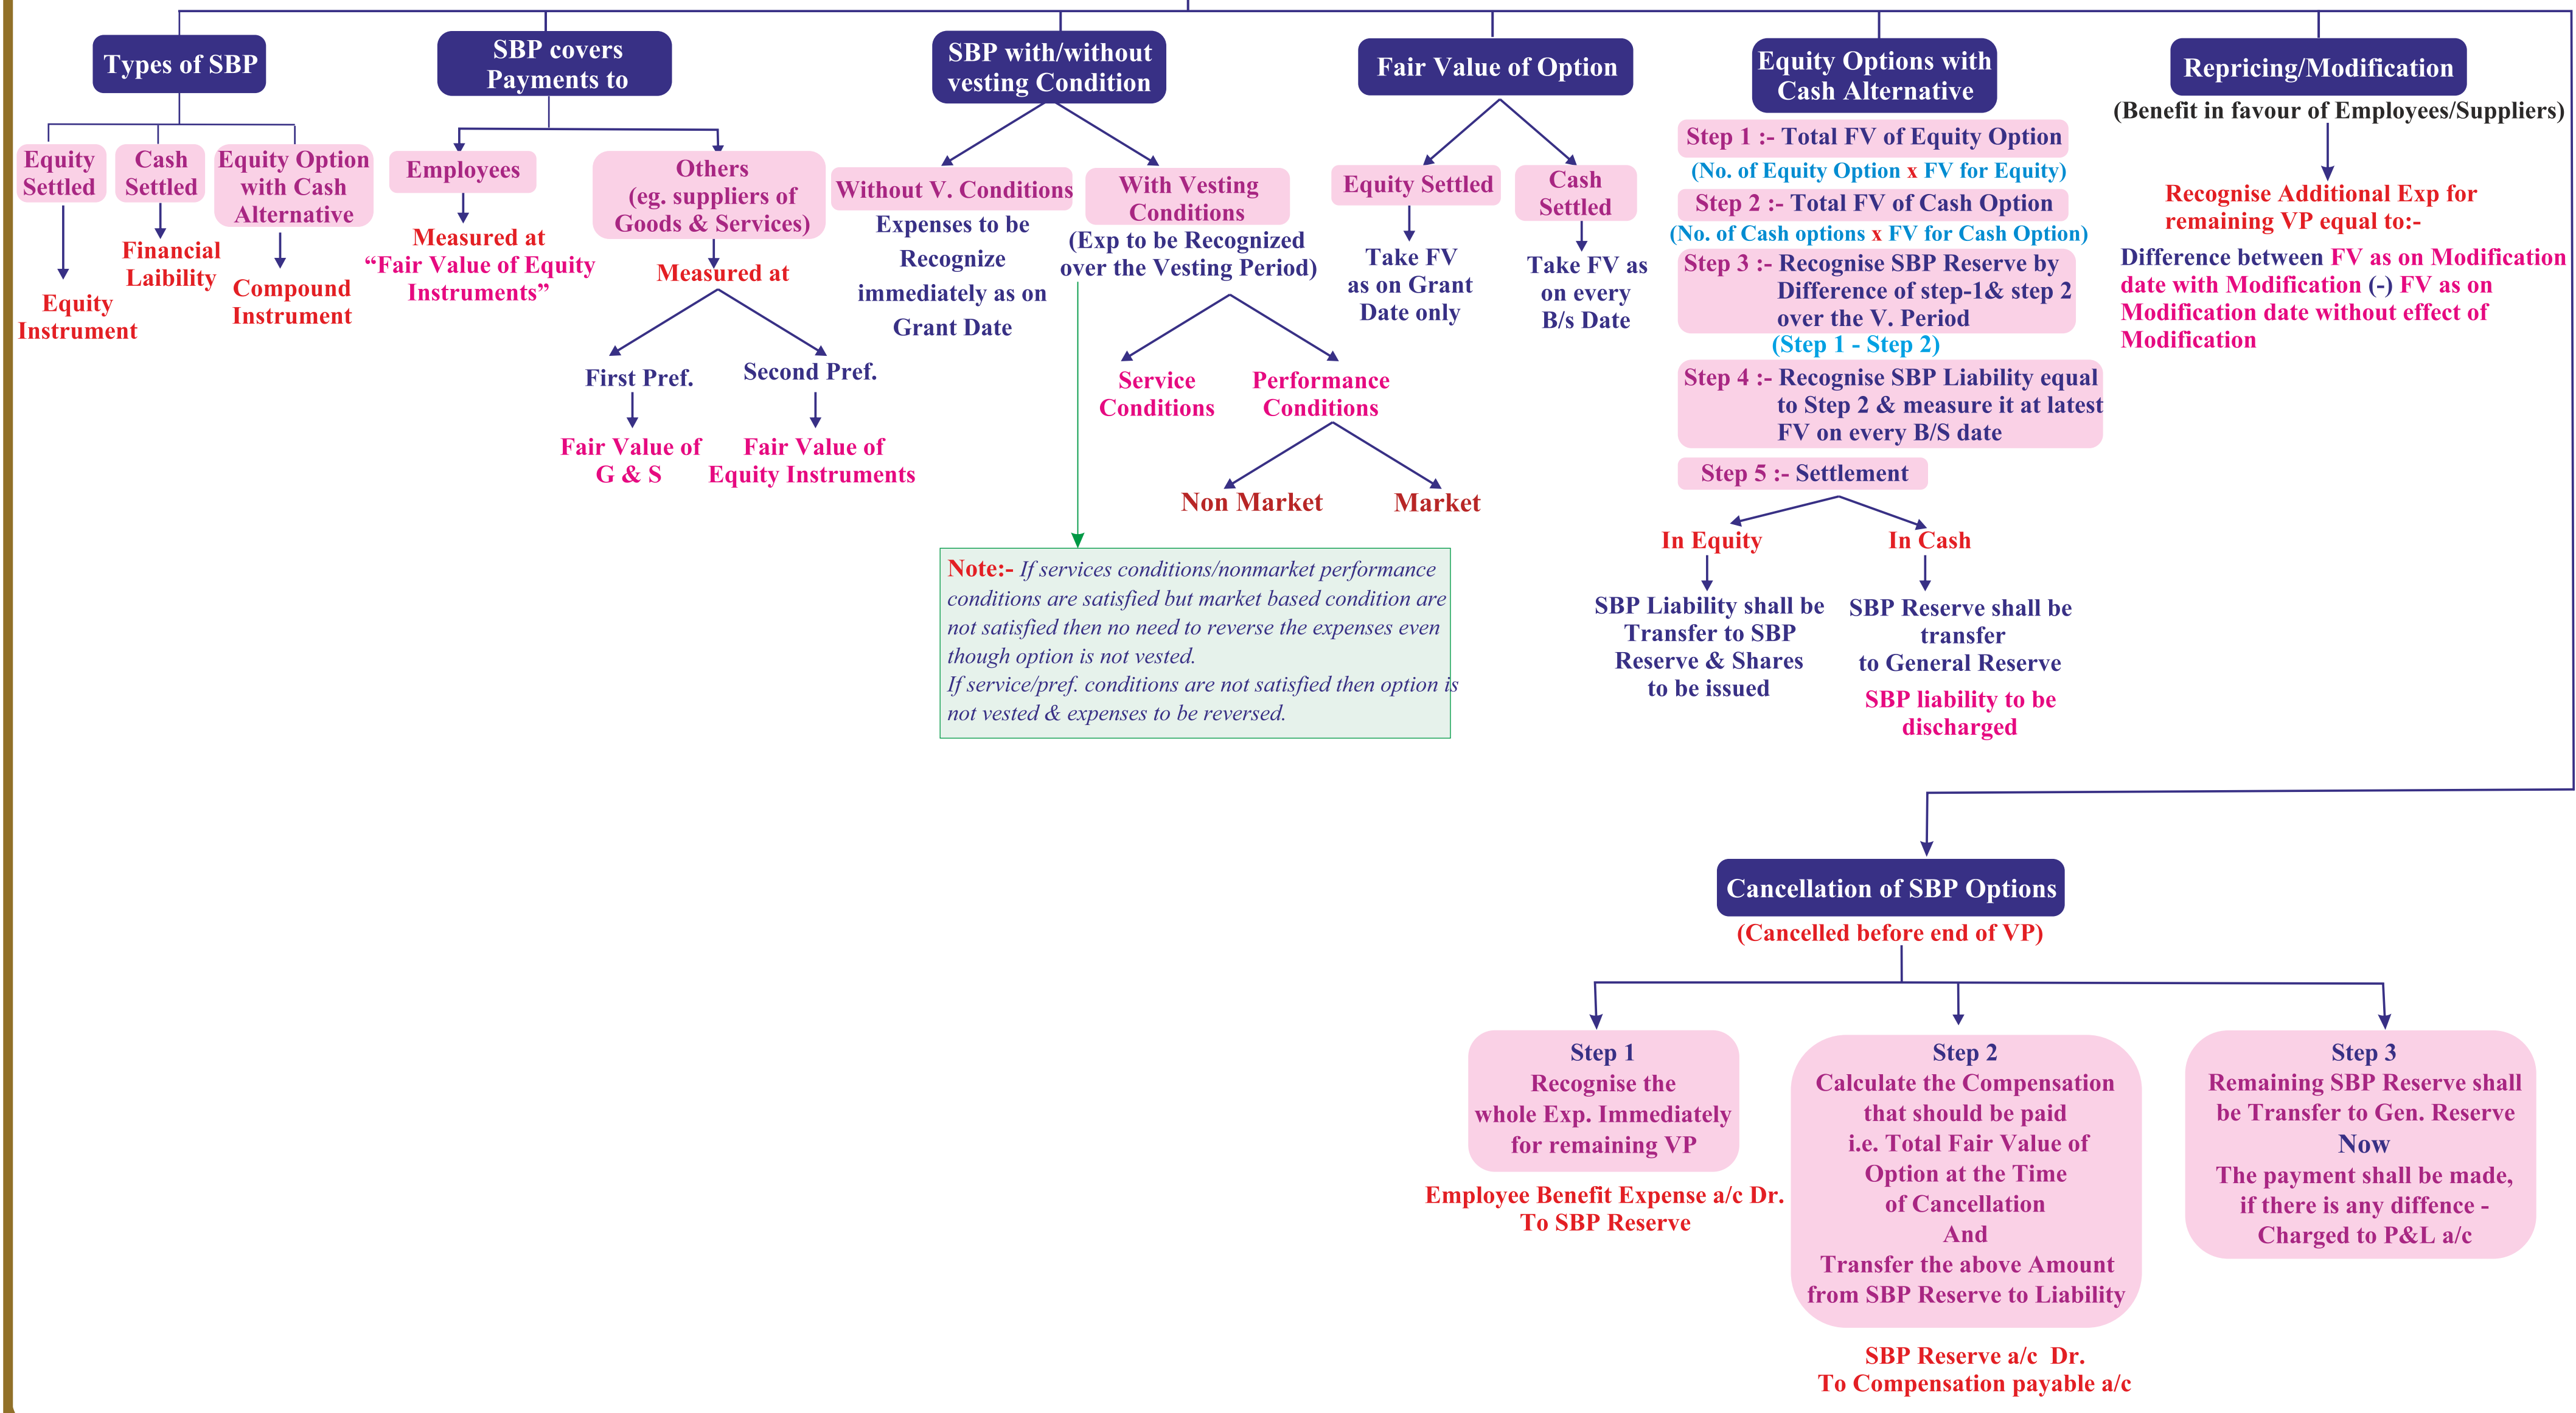 Types of SBP
Equity
Settled
Equity
Instrument
Cash
Settled
Financial
Laibility
Equity Option
with Cash
Alternative
Compound
Instrument
SBP covers
Payments to
Employees
Measured at
“Fair Value of Equity
Instruments”
Others
(eg. suppliers of
Goods & Services)
Measured at
First Pref.
Fair Value of
G & S
Second Pref.
Fair Value of
Equity Instruments
SBP with/without
vesting Condition
Without V. Conditions
Expenses to be
Recognize
immediately as on
Grant Date
With Vesting
Conditions
(Exp to be Recognized
over the Vesting Period)
Service
Conditions
Performance
Conditions
Non Market
Market
Note:- If services conditions/nonmarket performance
conditions are satisfied but market based condition are
not satisfied then no need to reverse the expenses even
though option is not vested.
If service/pref. conditions are not satisfied then option is
not vested & expenses to be reversed.
Fair Value of Option
Equity Settled
Take FV
as on Grant
Date only
Cash
Settled
Take FV as
on every
B/s Date
Equity Options with
Cash Alternative
Step 1 :- Total FV of Equity Option
(No. of Equity Option x FV for Equity)
Step 2 :- Total FV of Cash Option
(No. of Cash options x FV for Cash Option)
Step 3 :- Recognise SBP Reserve by
Difference of step-1& step 2
over the V. Period
(Step 1 - Step 2)
Step 4 :- Recognise SBP Liability equal
to Step 2 & measure it at latest
FV on every B/S date
Step 5 :- Settlement
In Equity
SBP Liability shall be
Transfer to SBP
Reserve & Shares
to be issued
In Cash
SBP Reserve shall be
transfer
to General Reserve
SBP liability to be
discharged
Repricing/Modification
(Benefit in favour of Employees/Suppliers)
Recognise Additional Exp for
remaining VP equal to:-
Difference between FV as on Modification
date with Modification (-) FV as on
Modification date without effect of
Modification
Cancellation of SBP Options
(Cancelled before end of VP)
Step 1
Recognise the
whole Exp. Immediately
for remaining VP
Employee Benefit Expense a/c Dr.
To SBP Reserve
Step 2
Calculate the Compensation
that should be paid
i.e. Total Fair Value of
Option at the Time
of Cancellation
And
Transfer the above Amount
from SBP Reserve to Liability
SBP Reserve a/c Dr.
To Compensation payable a/c
Step 3
Remaining SBP Reserve shall
be Transfer to Gen. Reserve
Now
The payment shall be made,
if there is any diffence -
Charged to P&L a/c